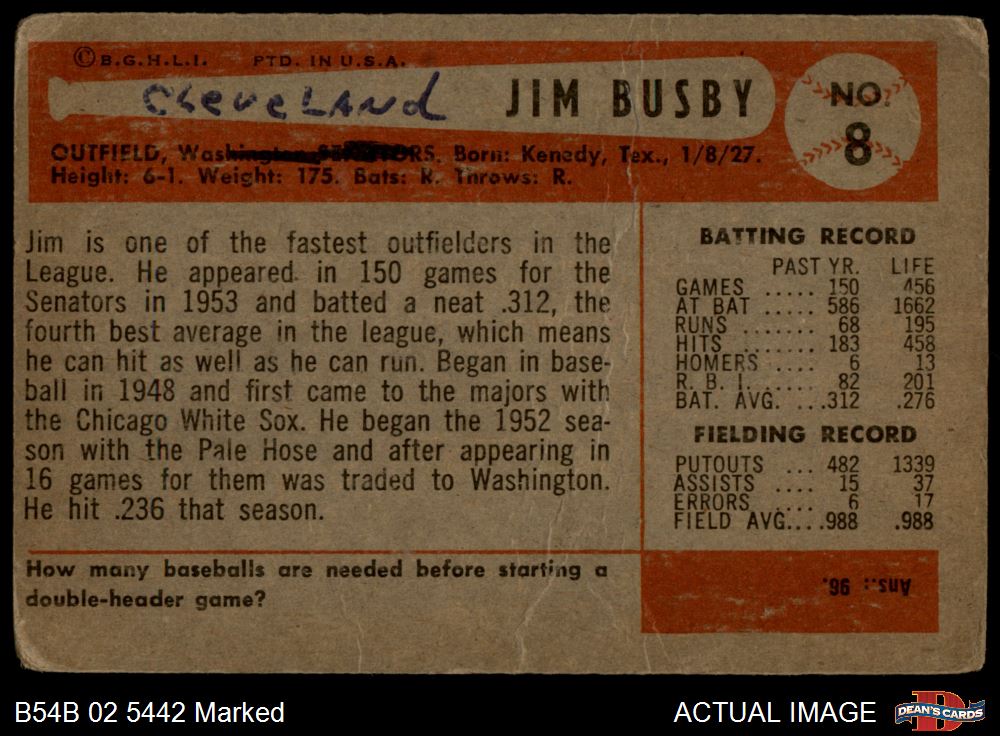 ©B.G.H.L.I. PTD. IN U.S.A.
CLeveLANd
JIM BUSBY
NO. 8
OUTFIELD, Washington SENATORS. Born: Kenedy, Tex., 1/8/27.
Height: 6-1. Weight: 175. Bats: R. Throws: R.
Jim is one of the fastest outfielders in the
League. He appeared in 150 games for the
Senators in 1953 and batted a neat .312, the
fourth best average in the league, which means
he can hit as well as he can run. Began in base-
ball in 1948 and first came to the majors with
the Chicago White Sox. He began the 1952 sea-
son with the Pale Hose and after appearing in
16 games for them was traded to Washington.
He hit .236 that season.
BATTING RECORD
PAST YR. LIFE
GAMES ..... 150 456
AT BAT ..... 586 1662
RUNS ....... 68 195
HITS ....... 183 458
HOMERS .... 6 13
R. B. I. ...... 82 201
BAT. AVG. ...312 .276
FIELDING RECORD
PUTOUTS ... 482 1339
ASSISTS .... 15 37
ERRORS .... 6 17
FIELD AVG....988 .988
How many baseballs are needed before starting a
double-header game?
Ans.: 96.
B54B 02 5442 Marked
ACTUAL IMAGE
DEAN'S CARDS